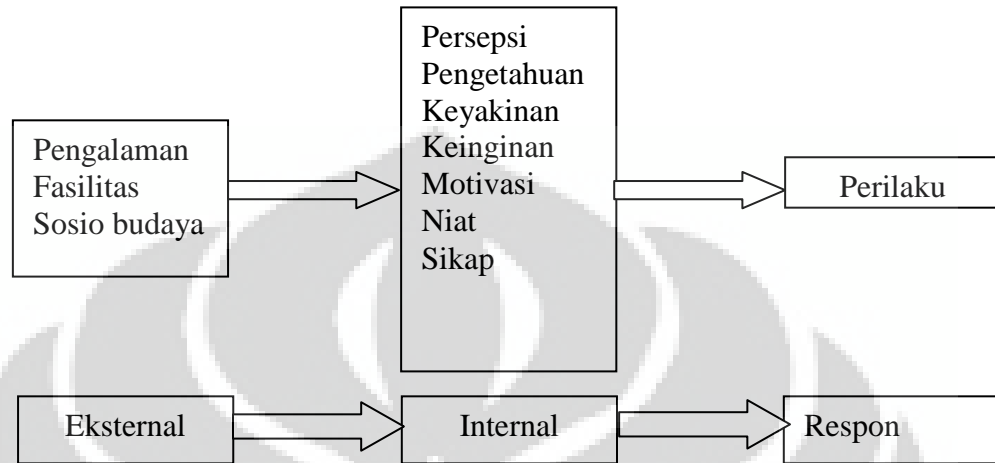 Pengalaman
Fasilitas
Sosio budaya
Persepsi
Pengetahuan
Keyakinan
Keinginan
Motivasi
Niat
Sikap
Perilaku
Eksternal
Internal
Respon